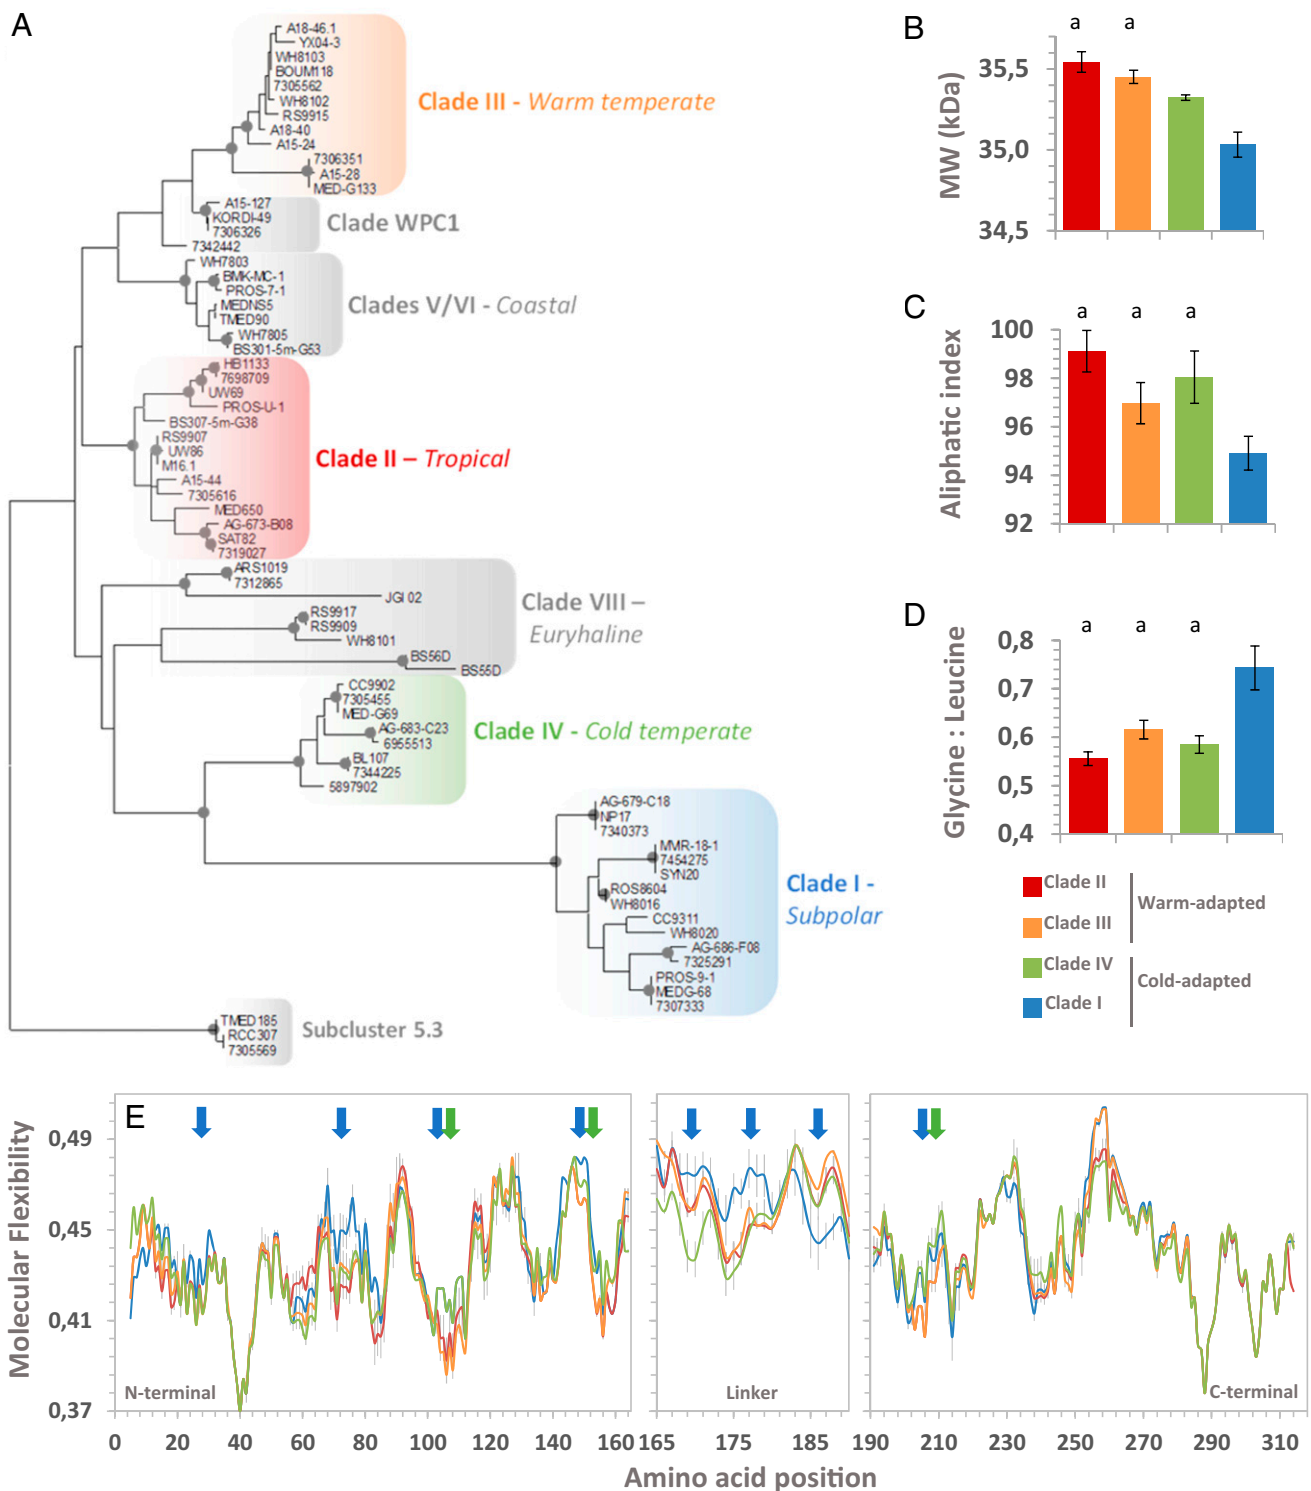 A
A18-46.1
YX04-3
WH8103
BOUM118
7305562
WH8102
RS9915
A18-40
A15-24
7306351
A15-28
MED-G133
Clade III - Warm temperate
A15-127
KORDI-49
7306326
7342442
Clade WPC1
WH7803
BMK-MC-1
PROS-7-1
MEDNS5
TMED90
WH7805
BS301-5m-G53
Clades V/VI - Coastal
HB1133
7698709
UW69
PROS-U-1
BS307-5m-G38
RS9907
UW86
M16.1
A15-44
7305616
MED650
AG-673-B08
SAT82
7319027
Clade II – Tropical
ARS1019
7312865
JGI 02
RS9917
RS9909
WH8101
BS56D
BS55D
Clade VIII –
Euryhaline
CC9902
7305455
MED-G69
AG-683-C23
6955513
BL107
7344225
5897902
Clade IV - Cold temperate
AG-679-C18
NP17
7340373
MVR-18-1
7454275
SYN20
ROS8604
WH8016
CC9311
WH8020
AG-686-F08
7325291
PROS-9-1
MEDG-68
7307333
Clade I -
Subpolar
TMED185
RCC307
7305569
Subcluster 5.3
B
a a
MW (kDa)
35,5
35,0
34,5
C
a a a
Aliphatic index
100
98
96
94
92
D
a a a
Glycine : Leucine
0,8
0,7
0,6
0,5
0,4
Clade II
Clade III
Warm-adapted
Clade IV
Clade I
Cold-adapted
E
Molecular Flexibility
0,49
0,45
0,41
0,37
N-terminal
Linker
C-terminal
0 20 40 60 80 100 120 140 160 165 175 185 190 210 230 250 270 290 310
Amino acid position